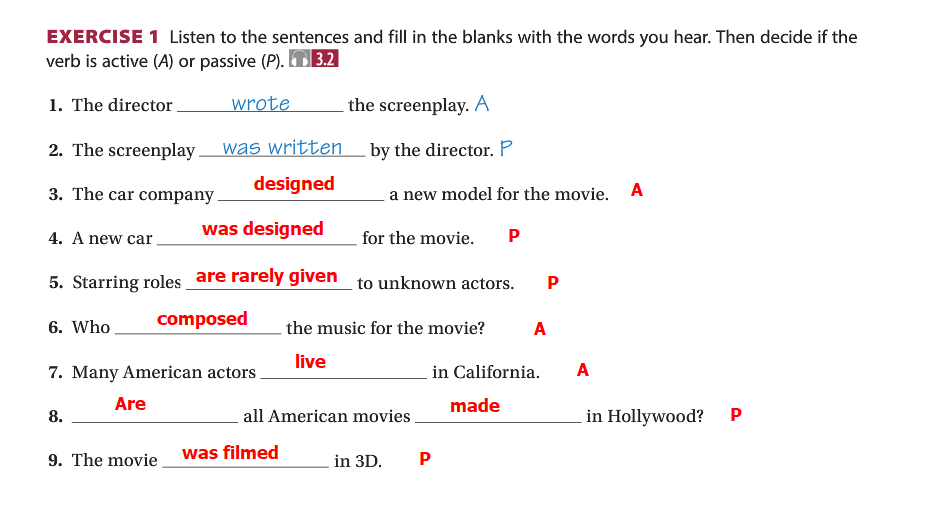 EXERCISE 1 Listen to the sentences and fill in the blanks with the words you hear. Then decide if the
verb is active (A) or passive (P). 3.2
1. The director wrote the screenplay. A
2. The screenplay was written by the director. P
3. The car company designed a new model for the movie. A
4. A new car was designed for the movie. P
5. Starring roles are rarely given to unknown actors. P
6. Who composed the music for the movie? A
7. Many American actors live in California. A
8. Are all American movies made in Hollywood? P
9. The movie was filmed in 3D. P